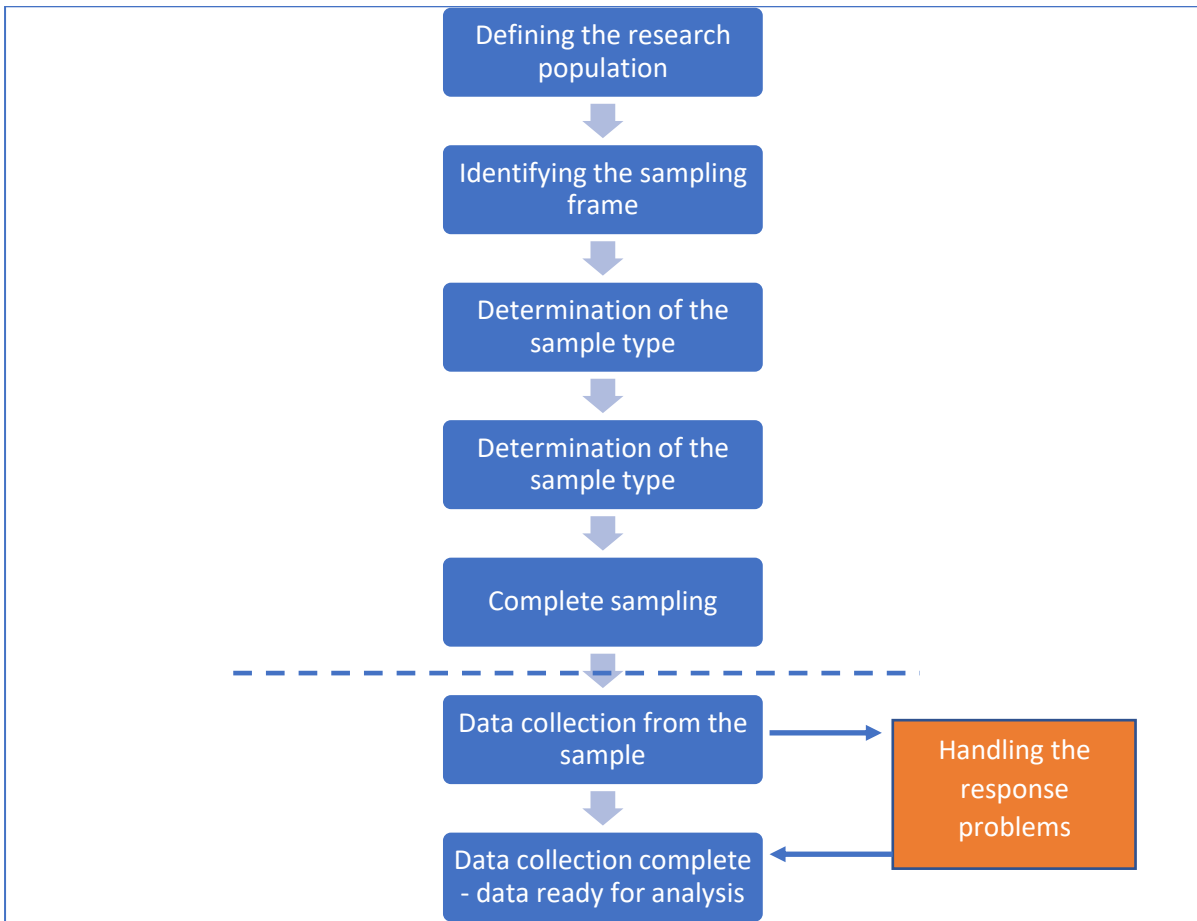 Defining the research
population
Identifying the sampling
frame
Determination of the
sample type
Determination of the
sample type
Complete sampling
Data collection from the
sample
Handling the
response
problems
Data collection complete
- data ready for analysis